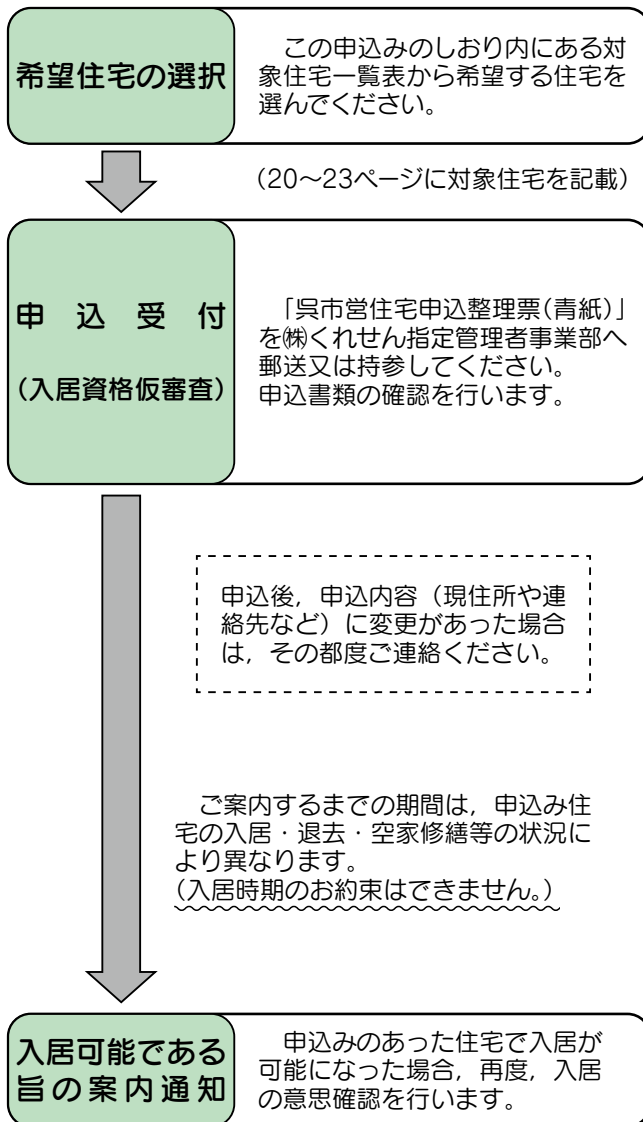 希望住宅の選択
この申込みのしおり内にある対
象住宅一覧表から希望する住宅を
選んでください。
(20〜23ページに対象住宅を記載)
申込受付
(入居資格仮審査)
「呉市営住宅申込整理票(青紙)」
を㈱くれせん指定管理者事業部へ
郵送又は持参してください。
申込書類の確認を行います。
申込後,申込内容(現住所や連
絡先など)に変更があった場合
は,その都度ご連絡ください。
ご案内するまでの期間は,申込み住
宅の入居・退去・空家修繕等の状況に
より異なります。
(入居時期のお約束はできません。)
入居可能である
旨の案内通知
申込みのあった住宅で入居が
可能になった場合,再度,入居
の意思確認を行います。